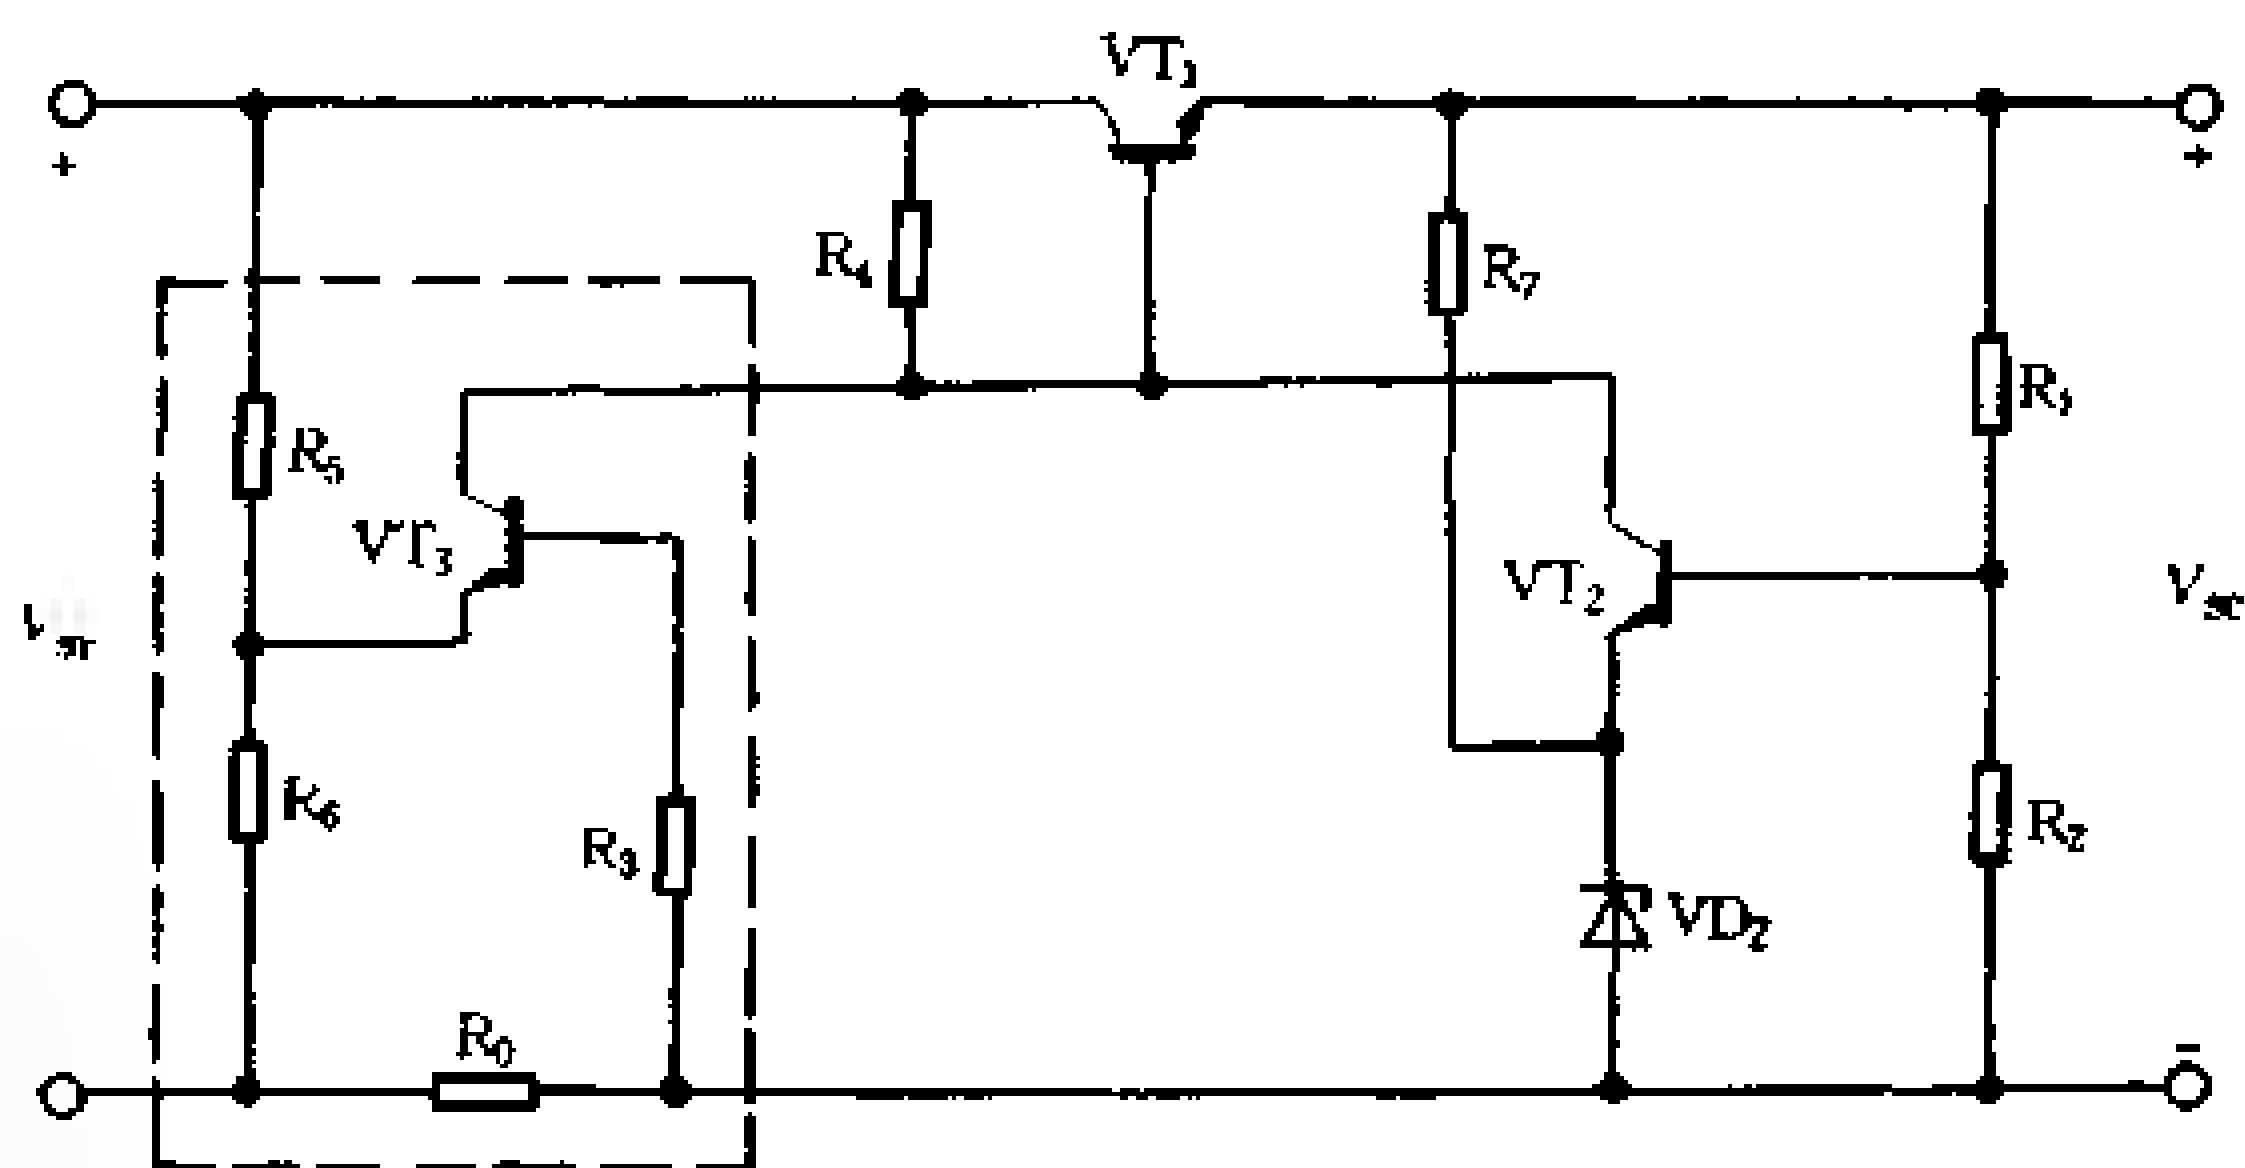 VT₁
+
+
R₄
R₇
R₁
R₅
VT₃
VT₂
R₆
R₃
R₂
VD₂
R₀
-